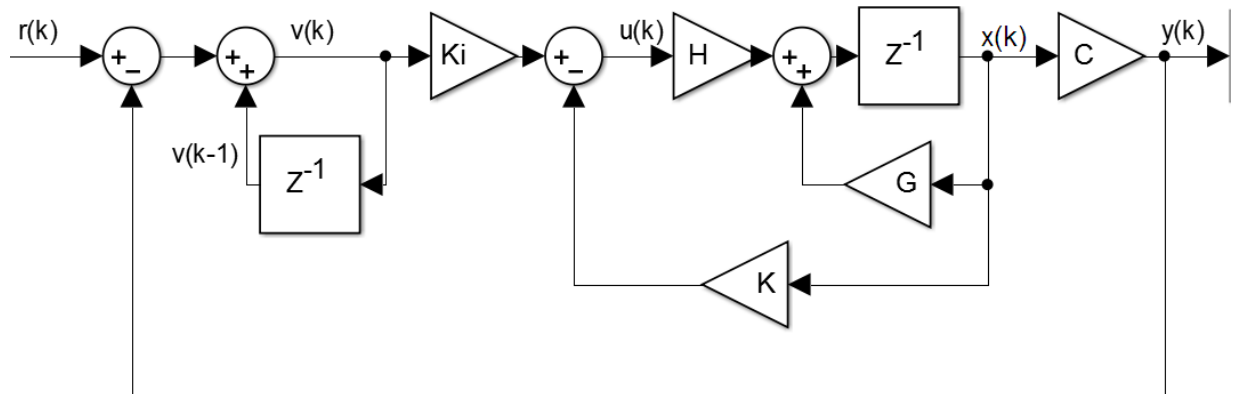 r(k)
+
−
+
+
v(k)
Ki
+
−
u(k)
H
+
+
Z-1
x(k)
C
y(k)
v(k-1)
Z-1
G
K